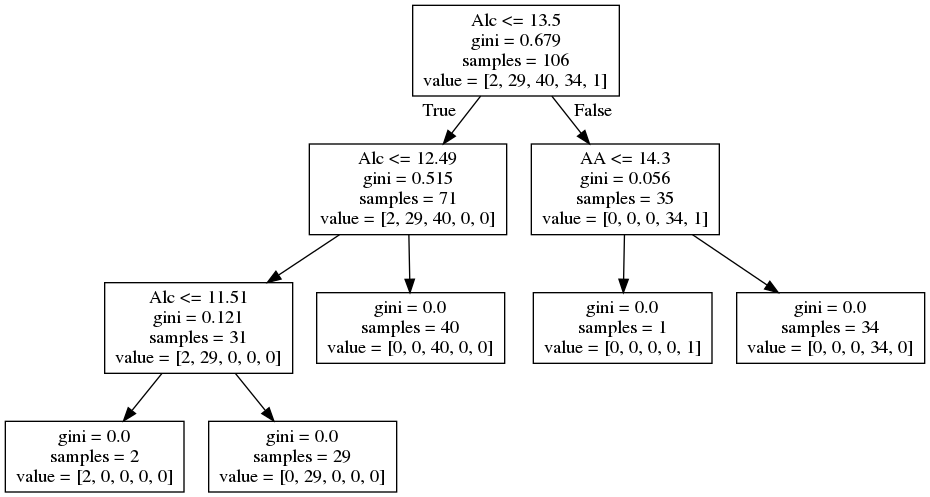 Alc <= 13.5
gini = 0.679
samples = 106
value = [2, 29, 40, 34, 1]
True
False
Alc <= 12.49
gini = 0.515
samples = 71
value = [2, 29, 40, 0, 0]
AA <= 14.3
gini = 0.056
samples = 35
value = [0, 0, 0, 34, 1]
Alc <= 11.51
gini = 0.121
samples = 31
value = [2, 29, 0, 0, 0]
gini = 0.0
samples = 40
value = [0, 0, 40, 0, 0]
gini = 0.0
samples = 1
value = [0, 0, 0, 0, 1]
gini = 0.0
samples = 34
value = [0, 0, 0, 34, 0]
gini = 0.0
samples = 2
value = [2, 0, 0, 0, 0]
gini = 0.0
samples = 29
value = [0, 29, 0, 0, 0]